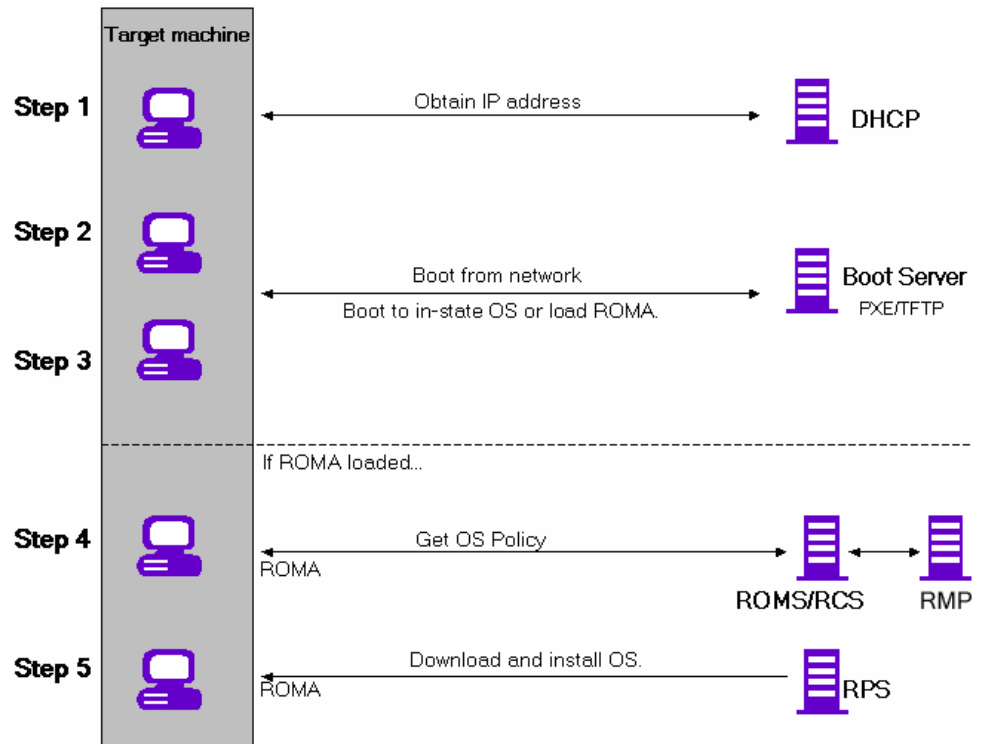 Target machine
Step 1
Obtain IP address
DHCP
Step 2
Boot from network
Boot Server
Boot to in-state OS or load ROMA.
PXE/TFTP
Step 3
If ROMA loaded...
Step 4
Get OS Policy
ROMA
ROMS/RCS
RMP
Step 5
Download and install OS.
ROMA
RPS